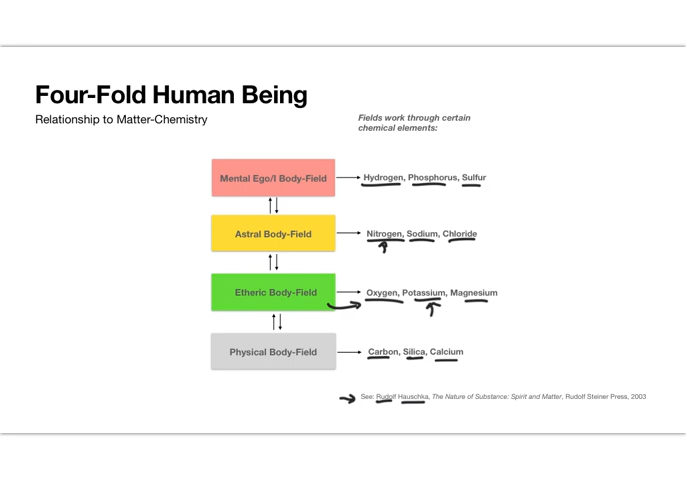 Four-Fold Human Being
Relationship to Matter-Chemistry
Fields work through certain
chemical elements:
Mental Ego/I Body-Field
Hydrogen, Phosphorus, Sulfur
Astral Body-Field
Nitrogen, Sodium, Chloride
Etheric Body-Field
Oxygen, Potassium, Magnesium
Physical Body-Field
Carbon, Silica, Calcium
See: Rudolf Hauschka, The Nature of Substance: Spirit and Matter, Rudolf Steiner Press, 2003